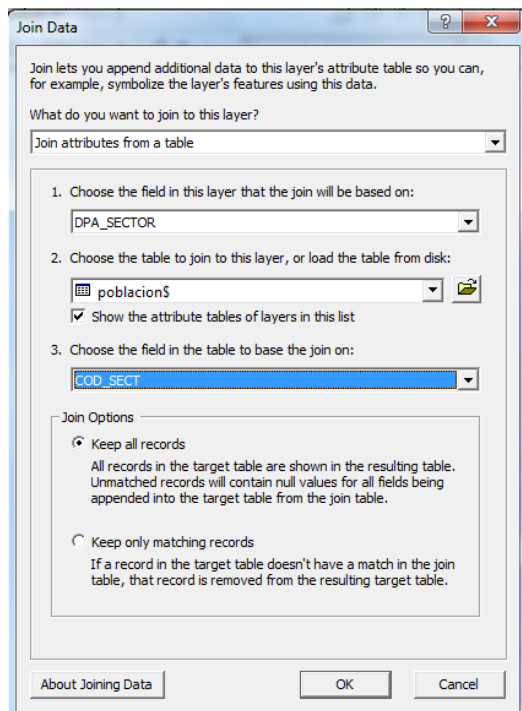 Join Data
?
X
Join lets you append additional data to this layer's attribute table so you can,
for example, symbolize the layer's features using this data.
What do you want to join to this layer?
Join attributes from a table
1. Choose the field in this layer that the join will be based on:
DPA_SECTOR
2. Choose the table to join to this layer, or load the table from disk:
poblacion$
Show the attribute tables of layers in this list
3. Choose the field in the table to base the join on:
COD_SECT
Join Options
Keep all records
All records in the target table are shown in the resulting table.
Unmatched records will contain null values for all fields being
appended into the target table from the join table.
Keep only matching records
If a record in the target table doesn't have a match in the join
table, that record is removed from the resulting target table.
About Joining Data
OK
Cancel